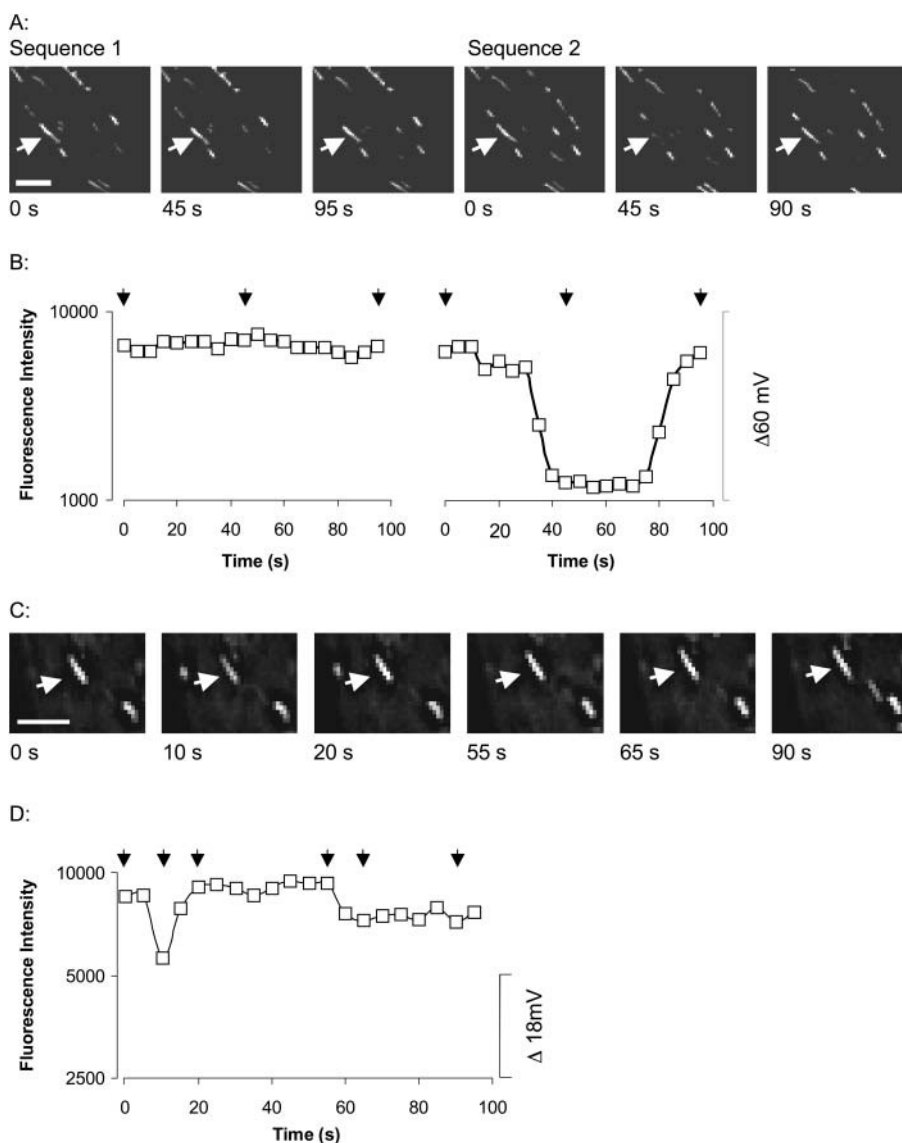 A:
Sequence 1 Sequence 2
0 s 45 s 95 s 0 s 45 s 90 s
B:
10000
1000
Fluorescence Intensity
Δ60 mV
0 20 40 60 80 100 0 20 40 60 80 100
Time (s) Time (s)
C:
0 s 10 s 20 s 55 s 65 s 90 s
D:
10000
5000
2500
Fluorescence Intensity
Δ 18mV
0 20 40 60 80 100
Time (s)